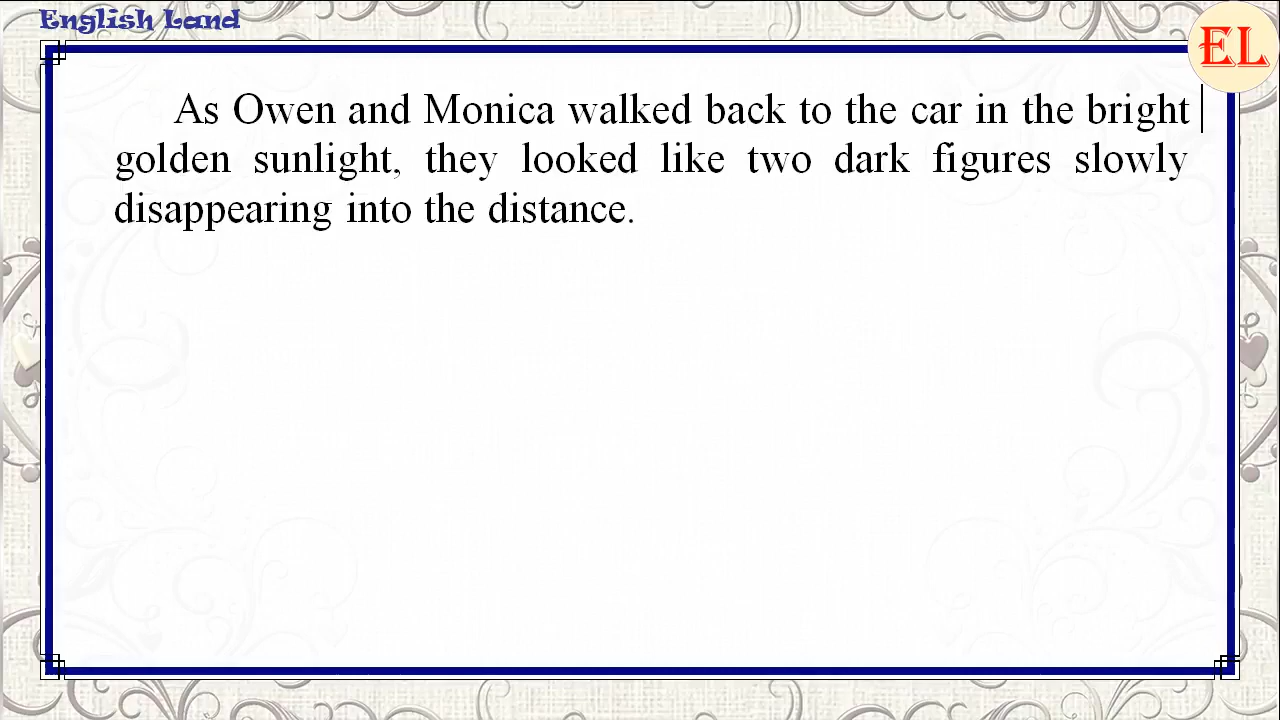 English Land
EL
As Owen and Monica walked back to the car in the bright
golden sunlight, they looked like two dark figures slowly
disappearing into the distance.